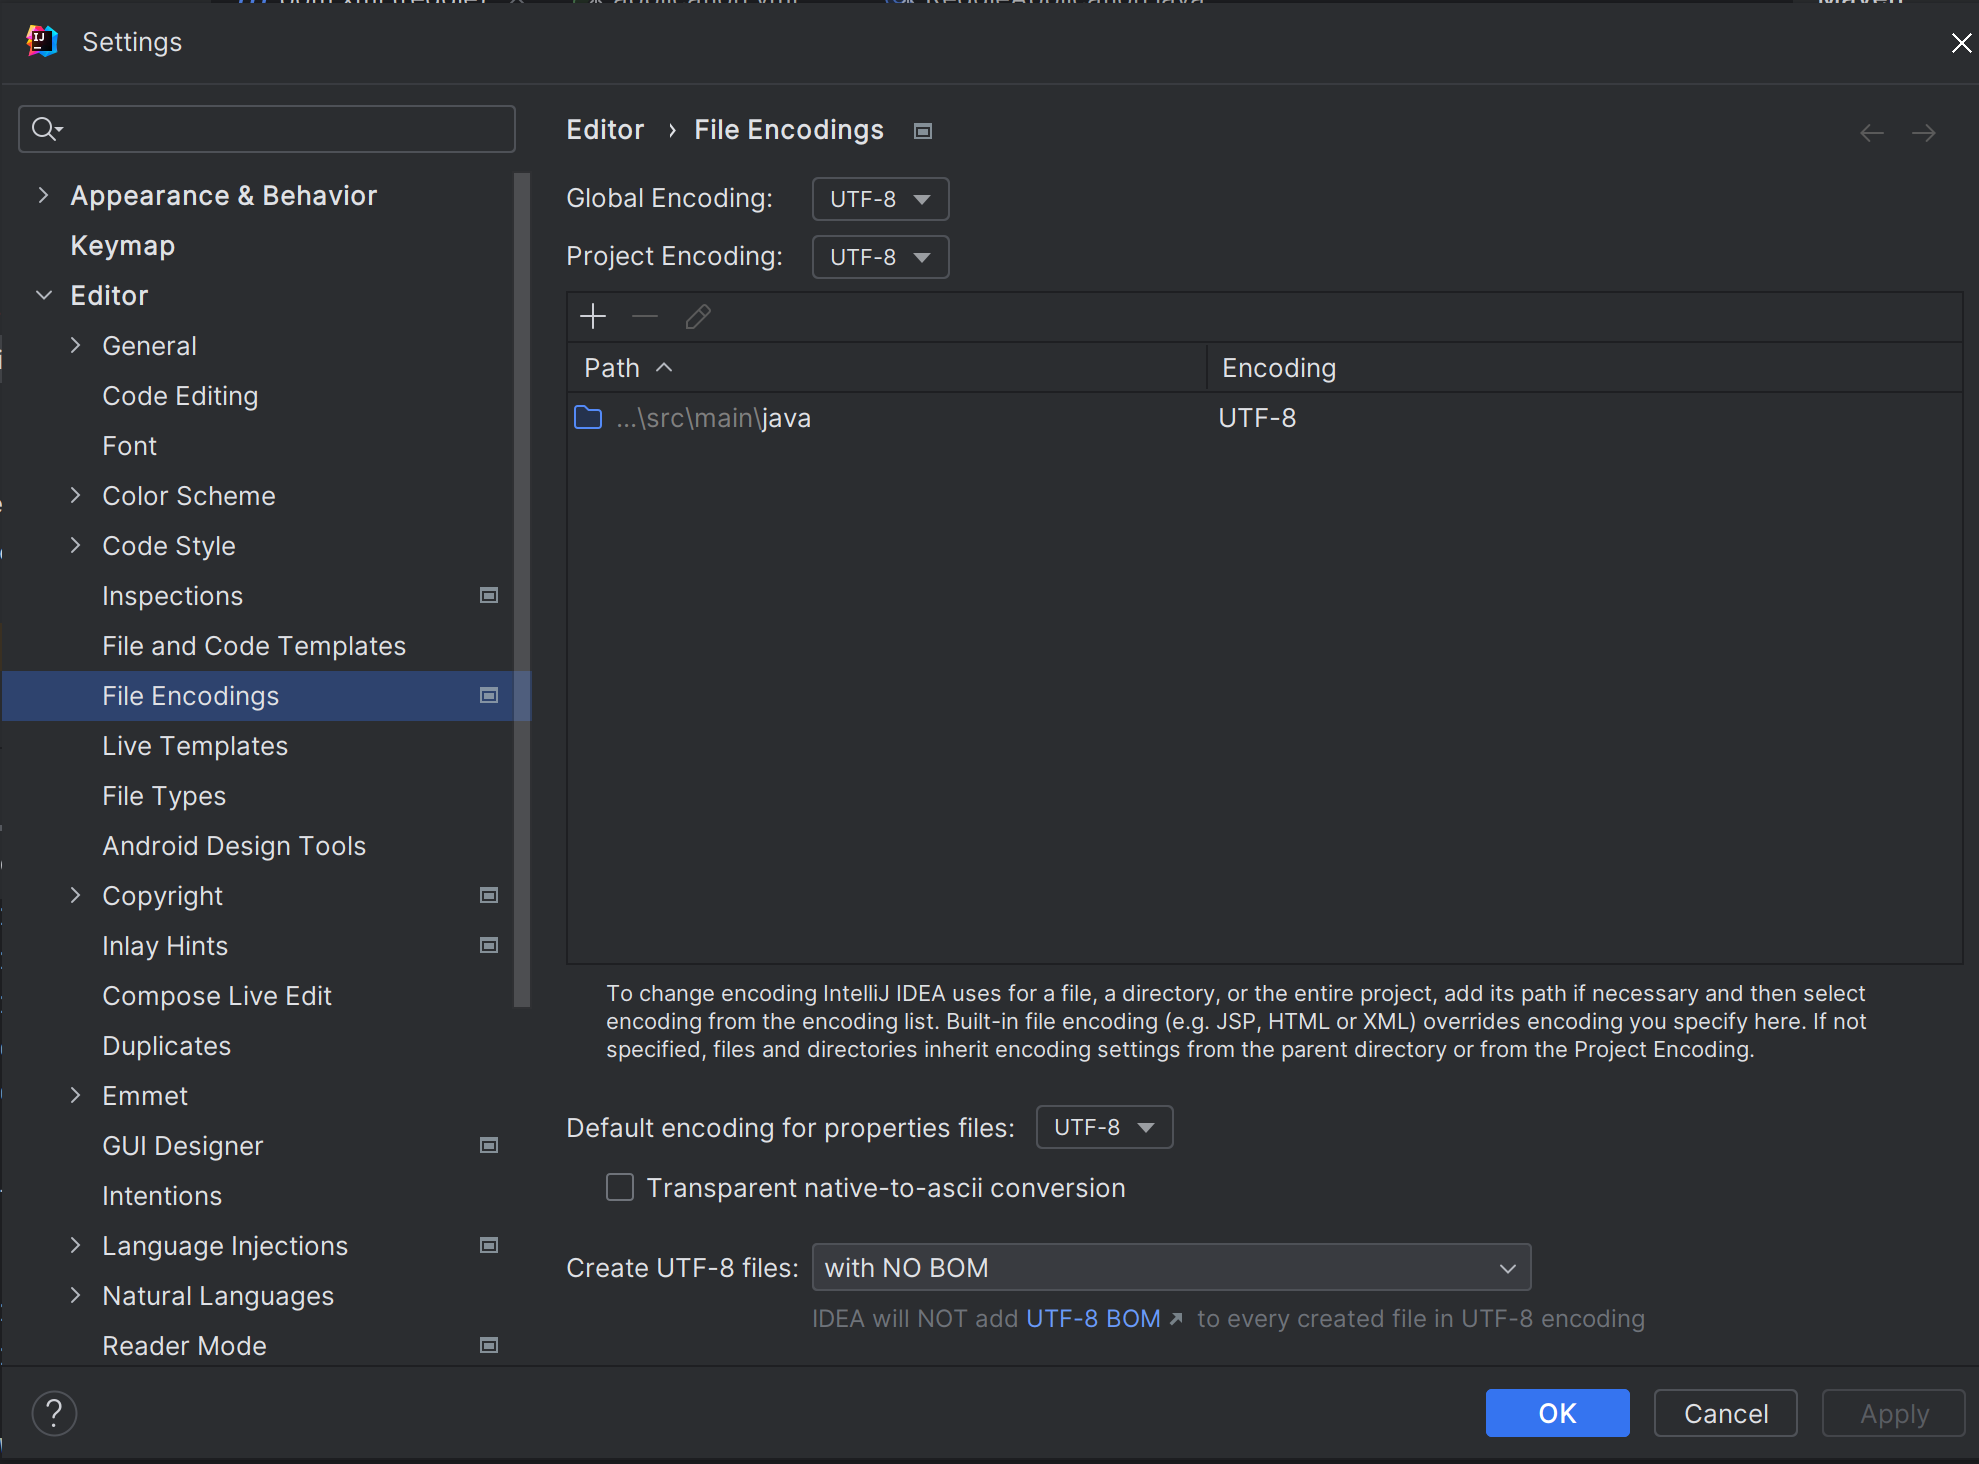 Settings
Editor › File Encodings
Appearance & Behavior
Keymap
Editor
General
Code Editing
Font
Color Scheme
Code Style
Inspections
File and Code Templates
File Encodings
Live Templates
File Types
Android Design Tools
Copyright
Inlay Hints
Compose Live Edit
Duplicates
Emmet
GUI Designer
Intentions
Language Injections
Natural Languages
Reader Mode
Global Encoding: UTF-8
Project Encoding: UTF-8
Path Encoding
...\src\main\java UTF-8
To change encoding IntelliJ IDEA uses for a file, a directory, or the entire project, add its path if necessary and then select
encoding from the encoding list. Built-in file encoding (e.g. JSP, HTML or XML) overrides encoding you specify here. If not
specified, files and directories inherit encoding settings from the parent directory or from the Project Encoding.
Default encoding for properties files: UTF-8
Transparent native-to-ascii conversion
Create UTF-8 files: with NO BOM
IDEA will NOT add UTF-8 BOM ↗ to every created file in UTF-8 encoding
?
OK Cancel Apply